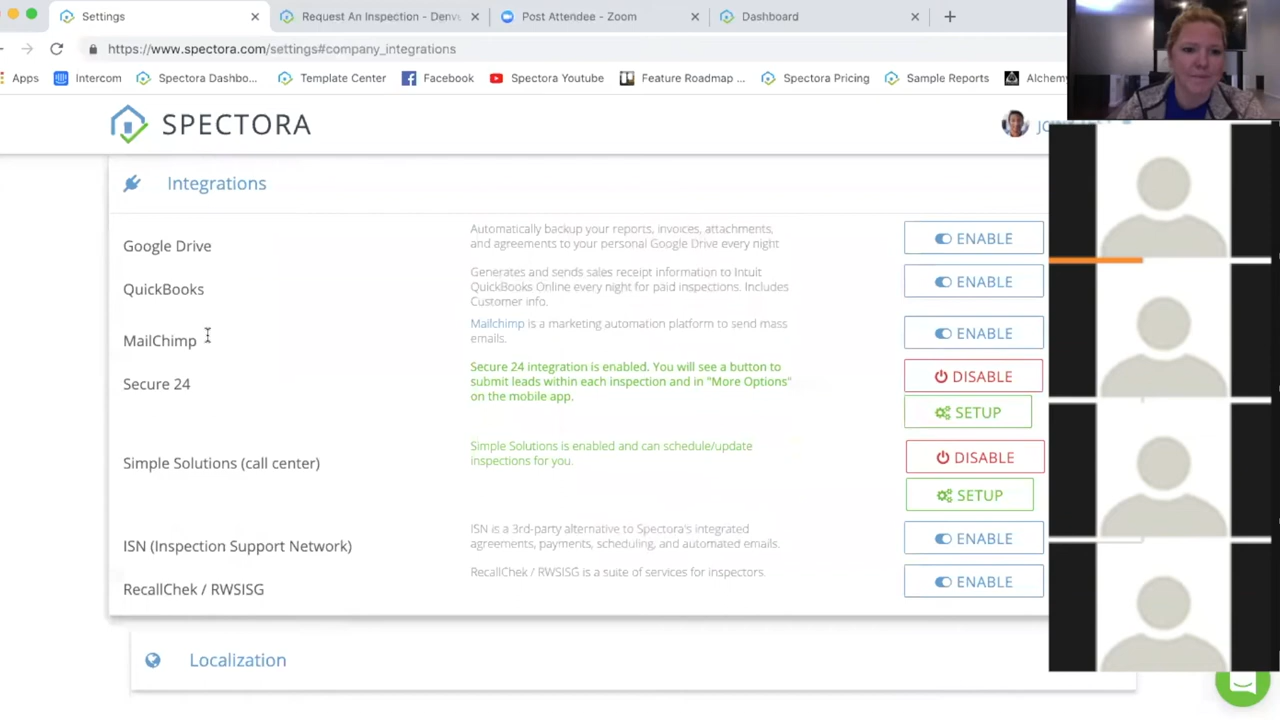 Settings
Request An Inspection - Denv
Post Attendee - Zoom
Dashboard
https://www.spectora.com/settings#company_integrations
Apps
Intercom
Spectora Dashbo...
Template Center
Facebook
Spectora Youtube
Feature Roadmap ...
Spectora Pricing
Sample Reports
Alchemy
SPECTORA
Integrations
Google Drive
Automatically backup your reports, invoices, attachments,
and agreements to your personal Google Drive every night
ENABLE
QuickBooks
Generates and sends sales receipt information to Intuit
QuickBooks Online every night for paid inspections. Includes
Customer info.
ENABLE
MailChimp
Mailchimp is a marketing automation platform to send mass
emails.
ENABLE
Secure 24
Secure 24 integration is enabled. You will see a button to
submit leads within each inspection and in "More Options"
on the mobile app.
DISABLE
SETUP
Simple Solutions (call center)
Simple Solutions is enabled and can schedule/update
inspections for you.
DISABLE
SETUP
ISN (Inspection Support Network)
ISN is a 3rd-party alternative to Spectora's integrated
agreements, payments, scheduling, and automated emails.
ENABLE
RecallChek / RWSISG
RecallChek / RWSISG is a suite of services for inspectors.
ENABLE
Localization